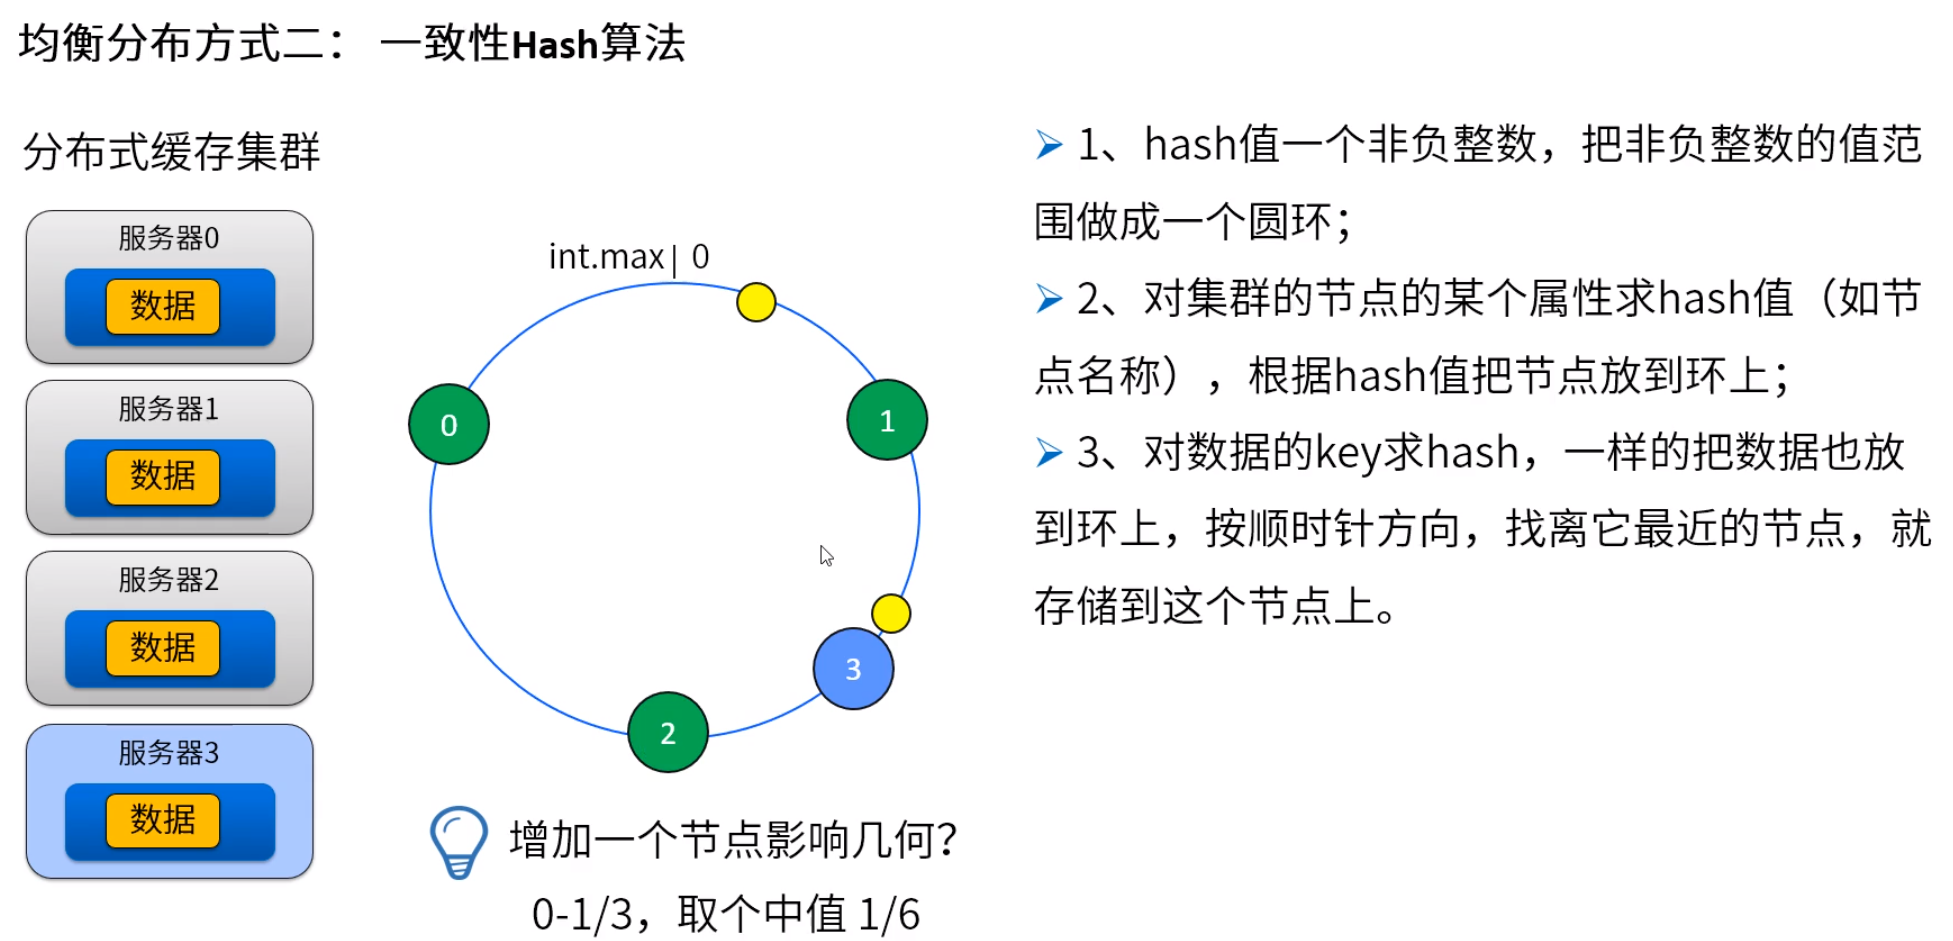 均衡分布方式二： 一致性Hash算法
分布式缓存集群
服务器0
数据
服务器1
数据
服务器2
数据
服务器3
数据
int.max| 0
0
1
3
2
增加一个节点影响几何？
0-1/3，取个中值 1/6
1、hash值一个非负整数，把非负整数的值范
围做成一个圆环；
2、对集群的节点的某个属性求hash值（如节
点名称），根据hash值把节点放到环上；
3、对数据的key求hash，一样的把数据也放
到环上，按顺时针方向，找离它最近的节点，就
存储到这个节点上。